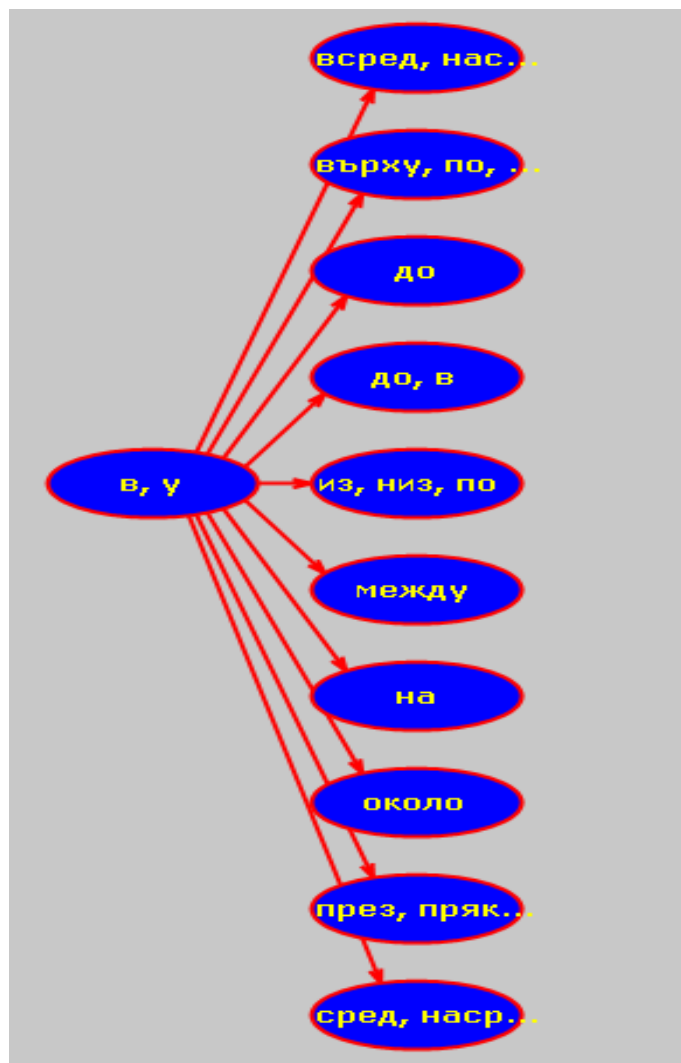 всред, нас...
върху, по, ...
до
до, в
в, у
из, низ, по
между
на
около
през, пряк...
сред, наср...